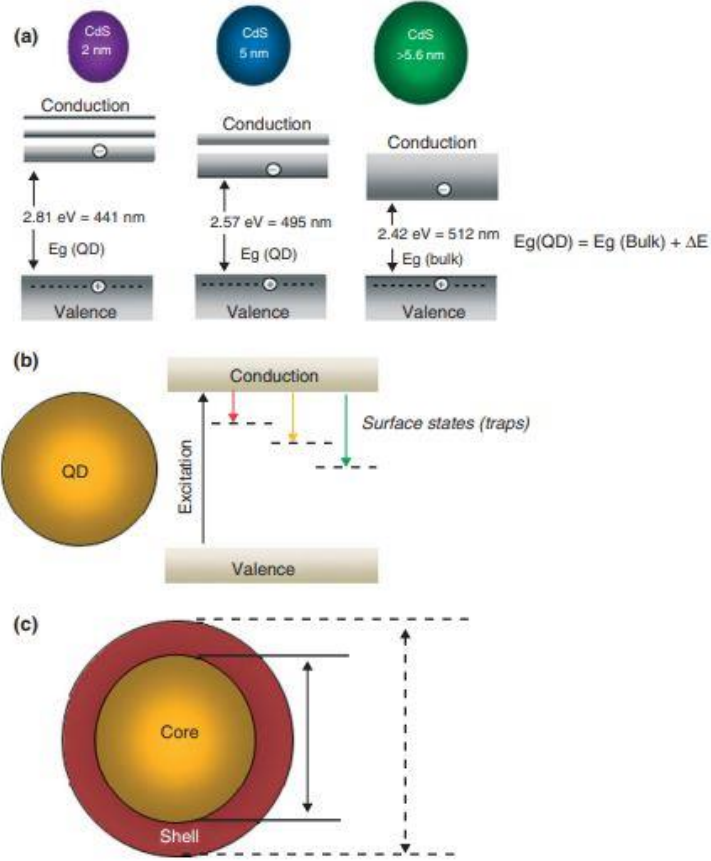 (a)
CdS
2 nm
CdS
5 nm
CdS
>5.6 nm
Conduction
Conduction
Conduction
2.81 eV = 441 nm
2.57 eV = 495 nm
2.42 eV = 512 nm
Eg(QD) = Eg (Bulk) + ΔE
Eg (QD)
Eg (QD)
Eg (bulk)
Valence
Valence
Valence
(b)
Conduction
Surface states (traps)
QD
Excitation
Valence
(c)
Core
Shell